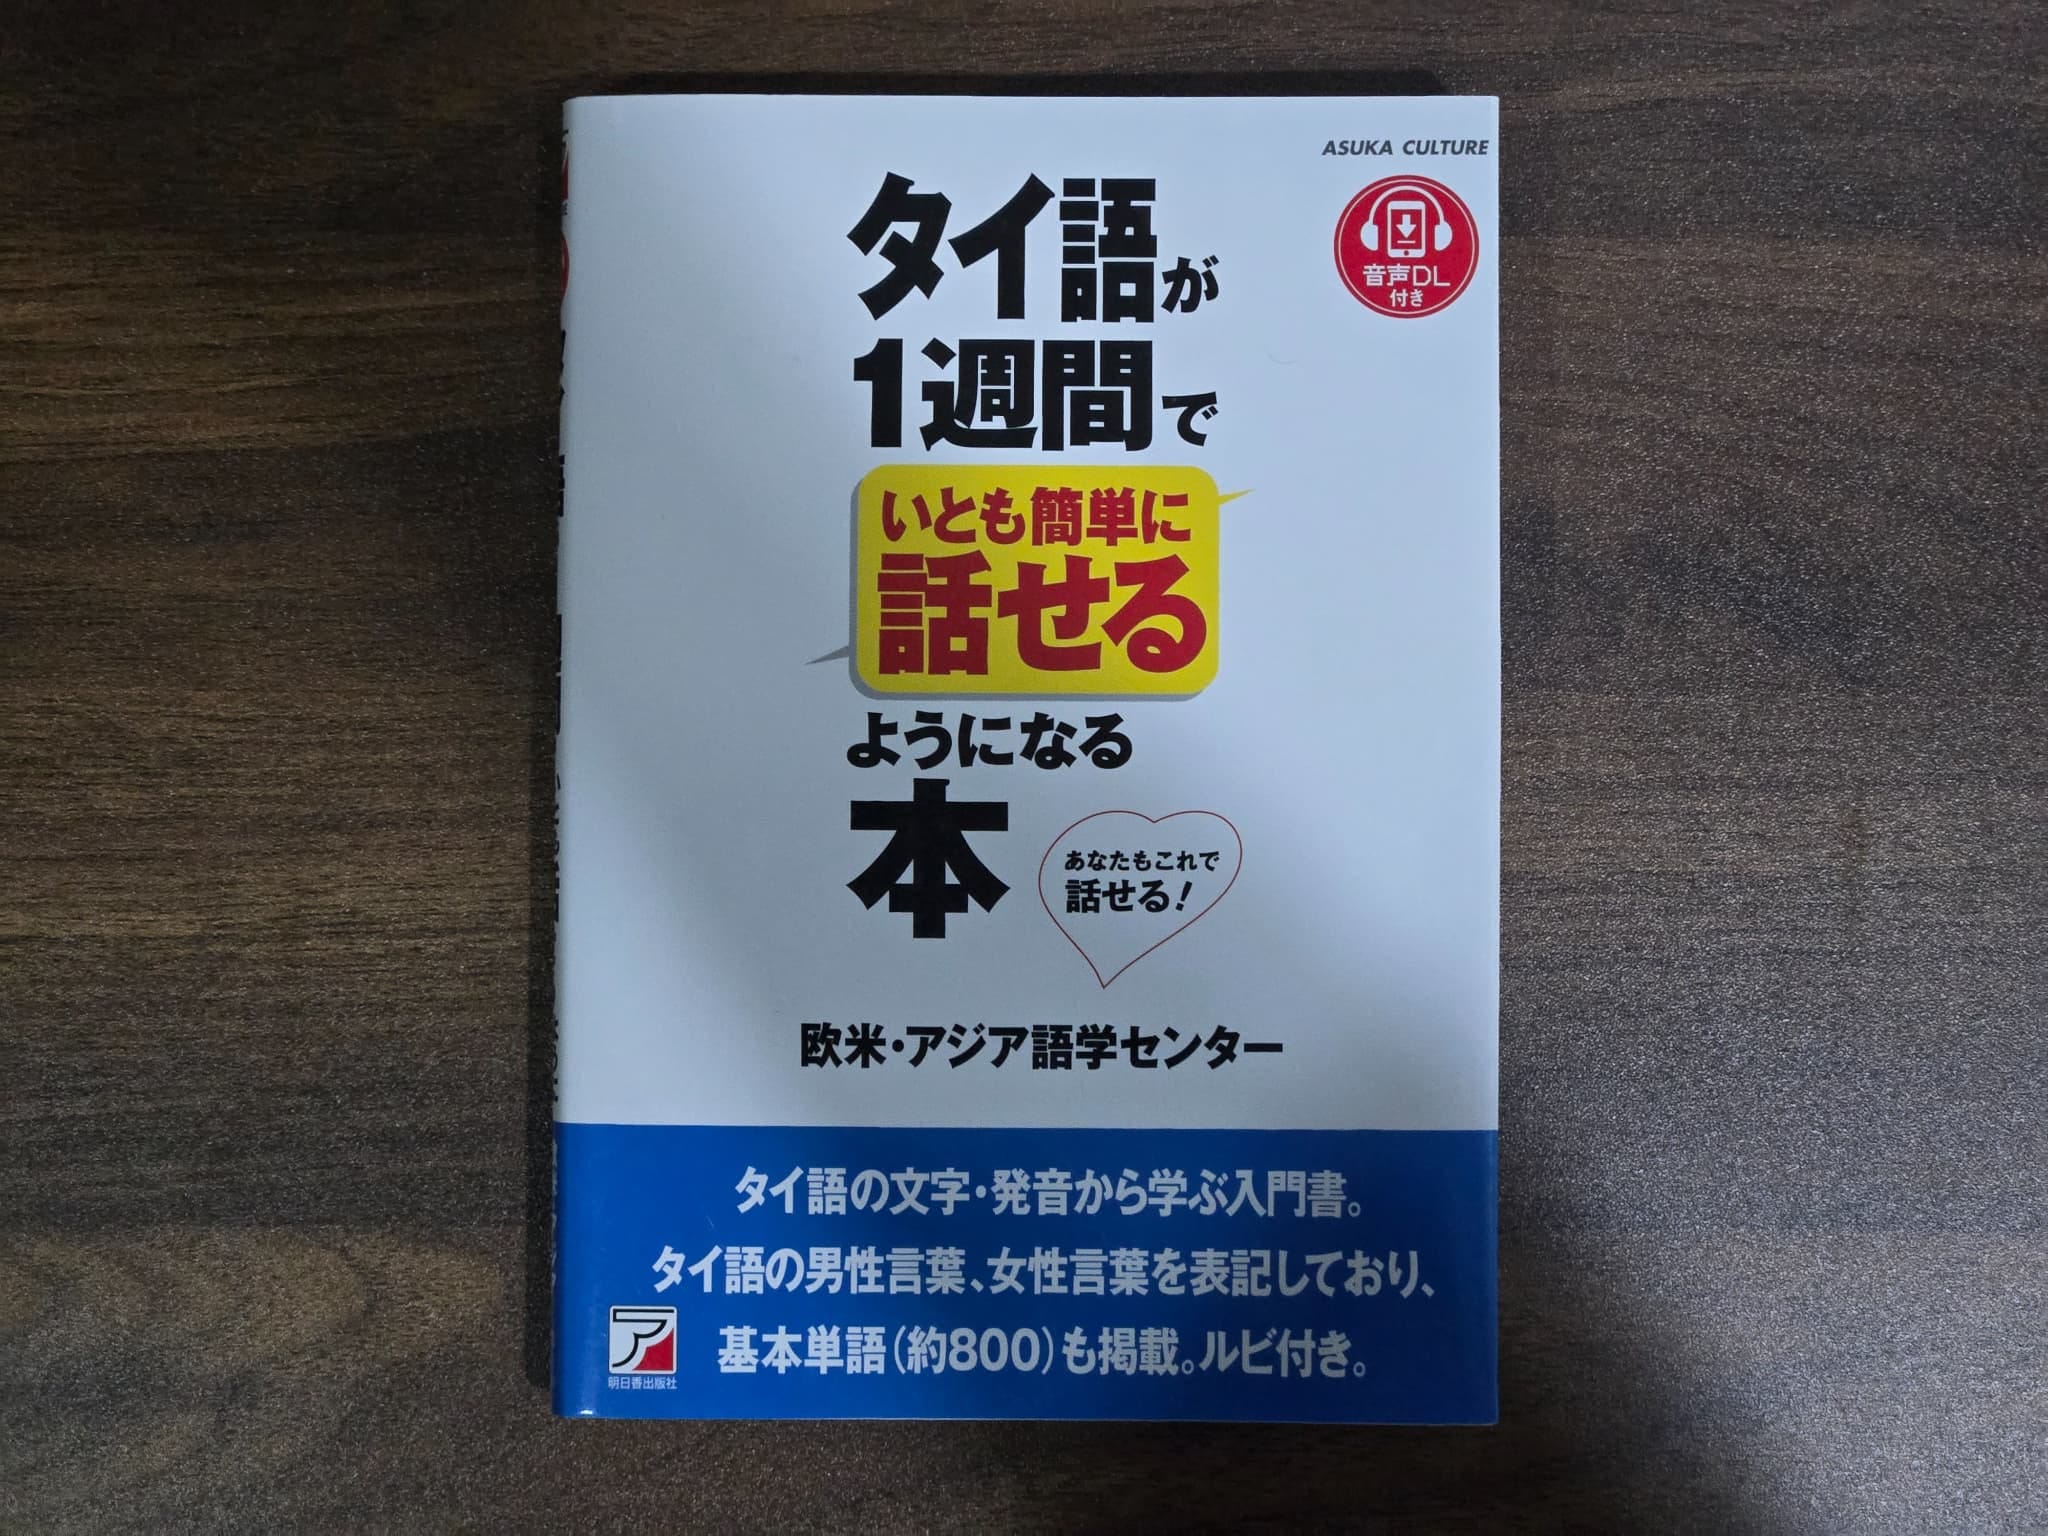 ASUKA CULTURE
音声DL
付き
タイ語が
1週間で
いとも簡単に
話せる
ようになる
本
あなたもこれで
話せる！
欧米・アジア語学センター
タイ語の文字・発音から学ぶ入門書。
タイ語の男性言葉、女性言葉を表記しており、
基本単語（約800）も掲載。ルビ付き。
ア
明日香出版社